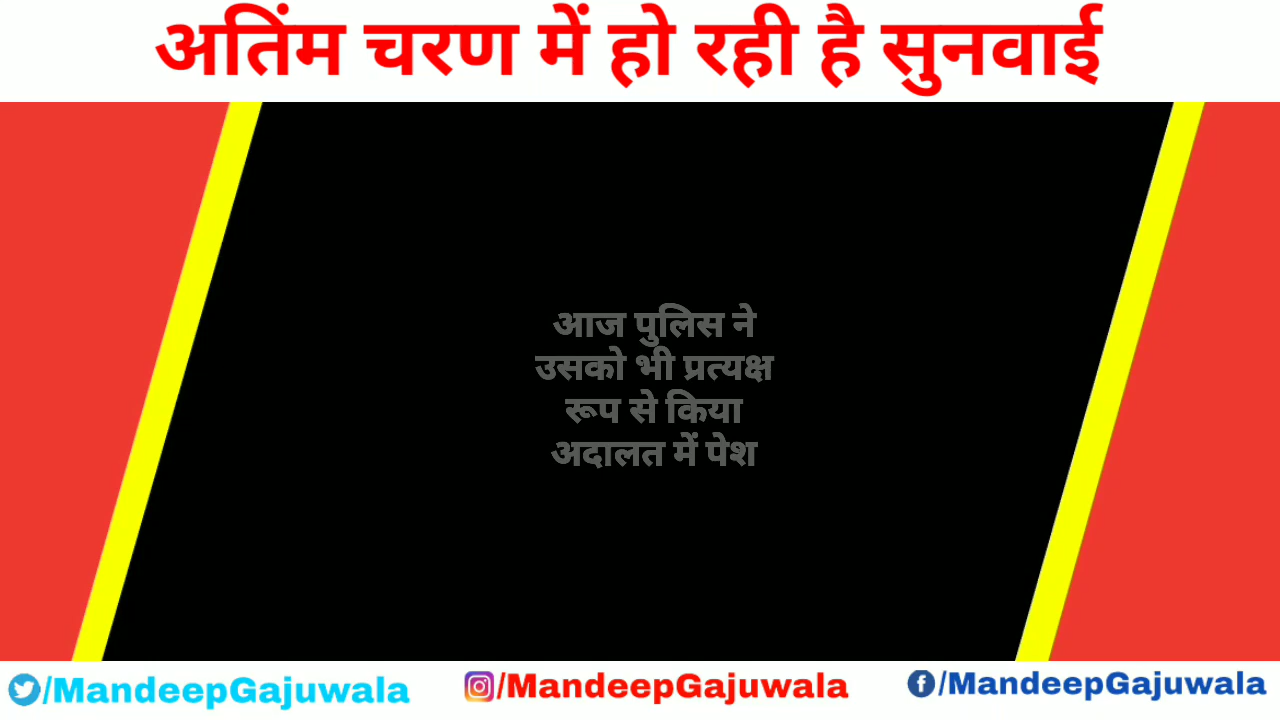 अतिंम चरण में हो रही है सुनवाई
आज पुलिस ने
उसको भी प्रत्यक्ष
रूप से किया
अदालत में पेश
/MandeepGajuwala /MandeepGajuwala /MandeepGajuwala